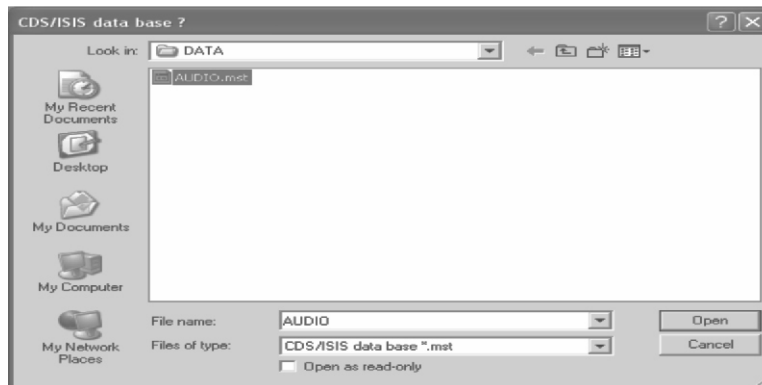 CDS/ISIS data base ?
Look in: DATA
AUDIO.mst
My Recent
Documents
Desktop
My Documents
My Computer
My Network
Places
File name: AUDIO Open
Files of type: CDS/ISIS data base *.mst Cancel
Open as read-only